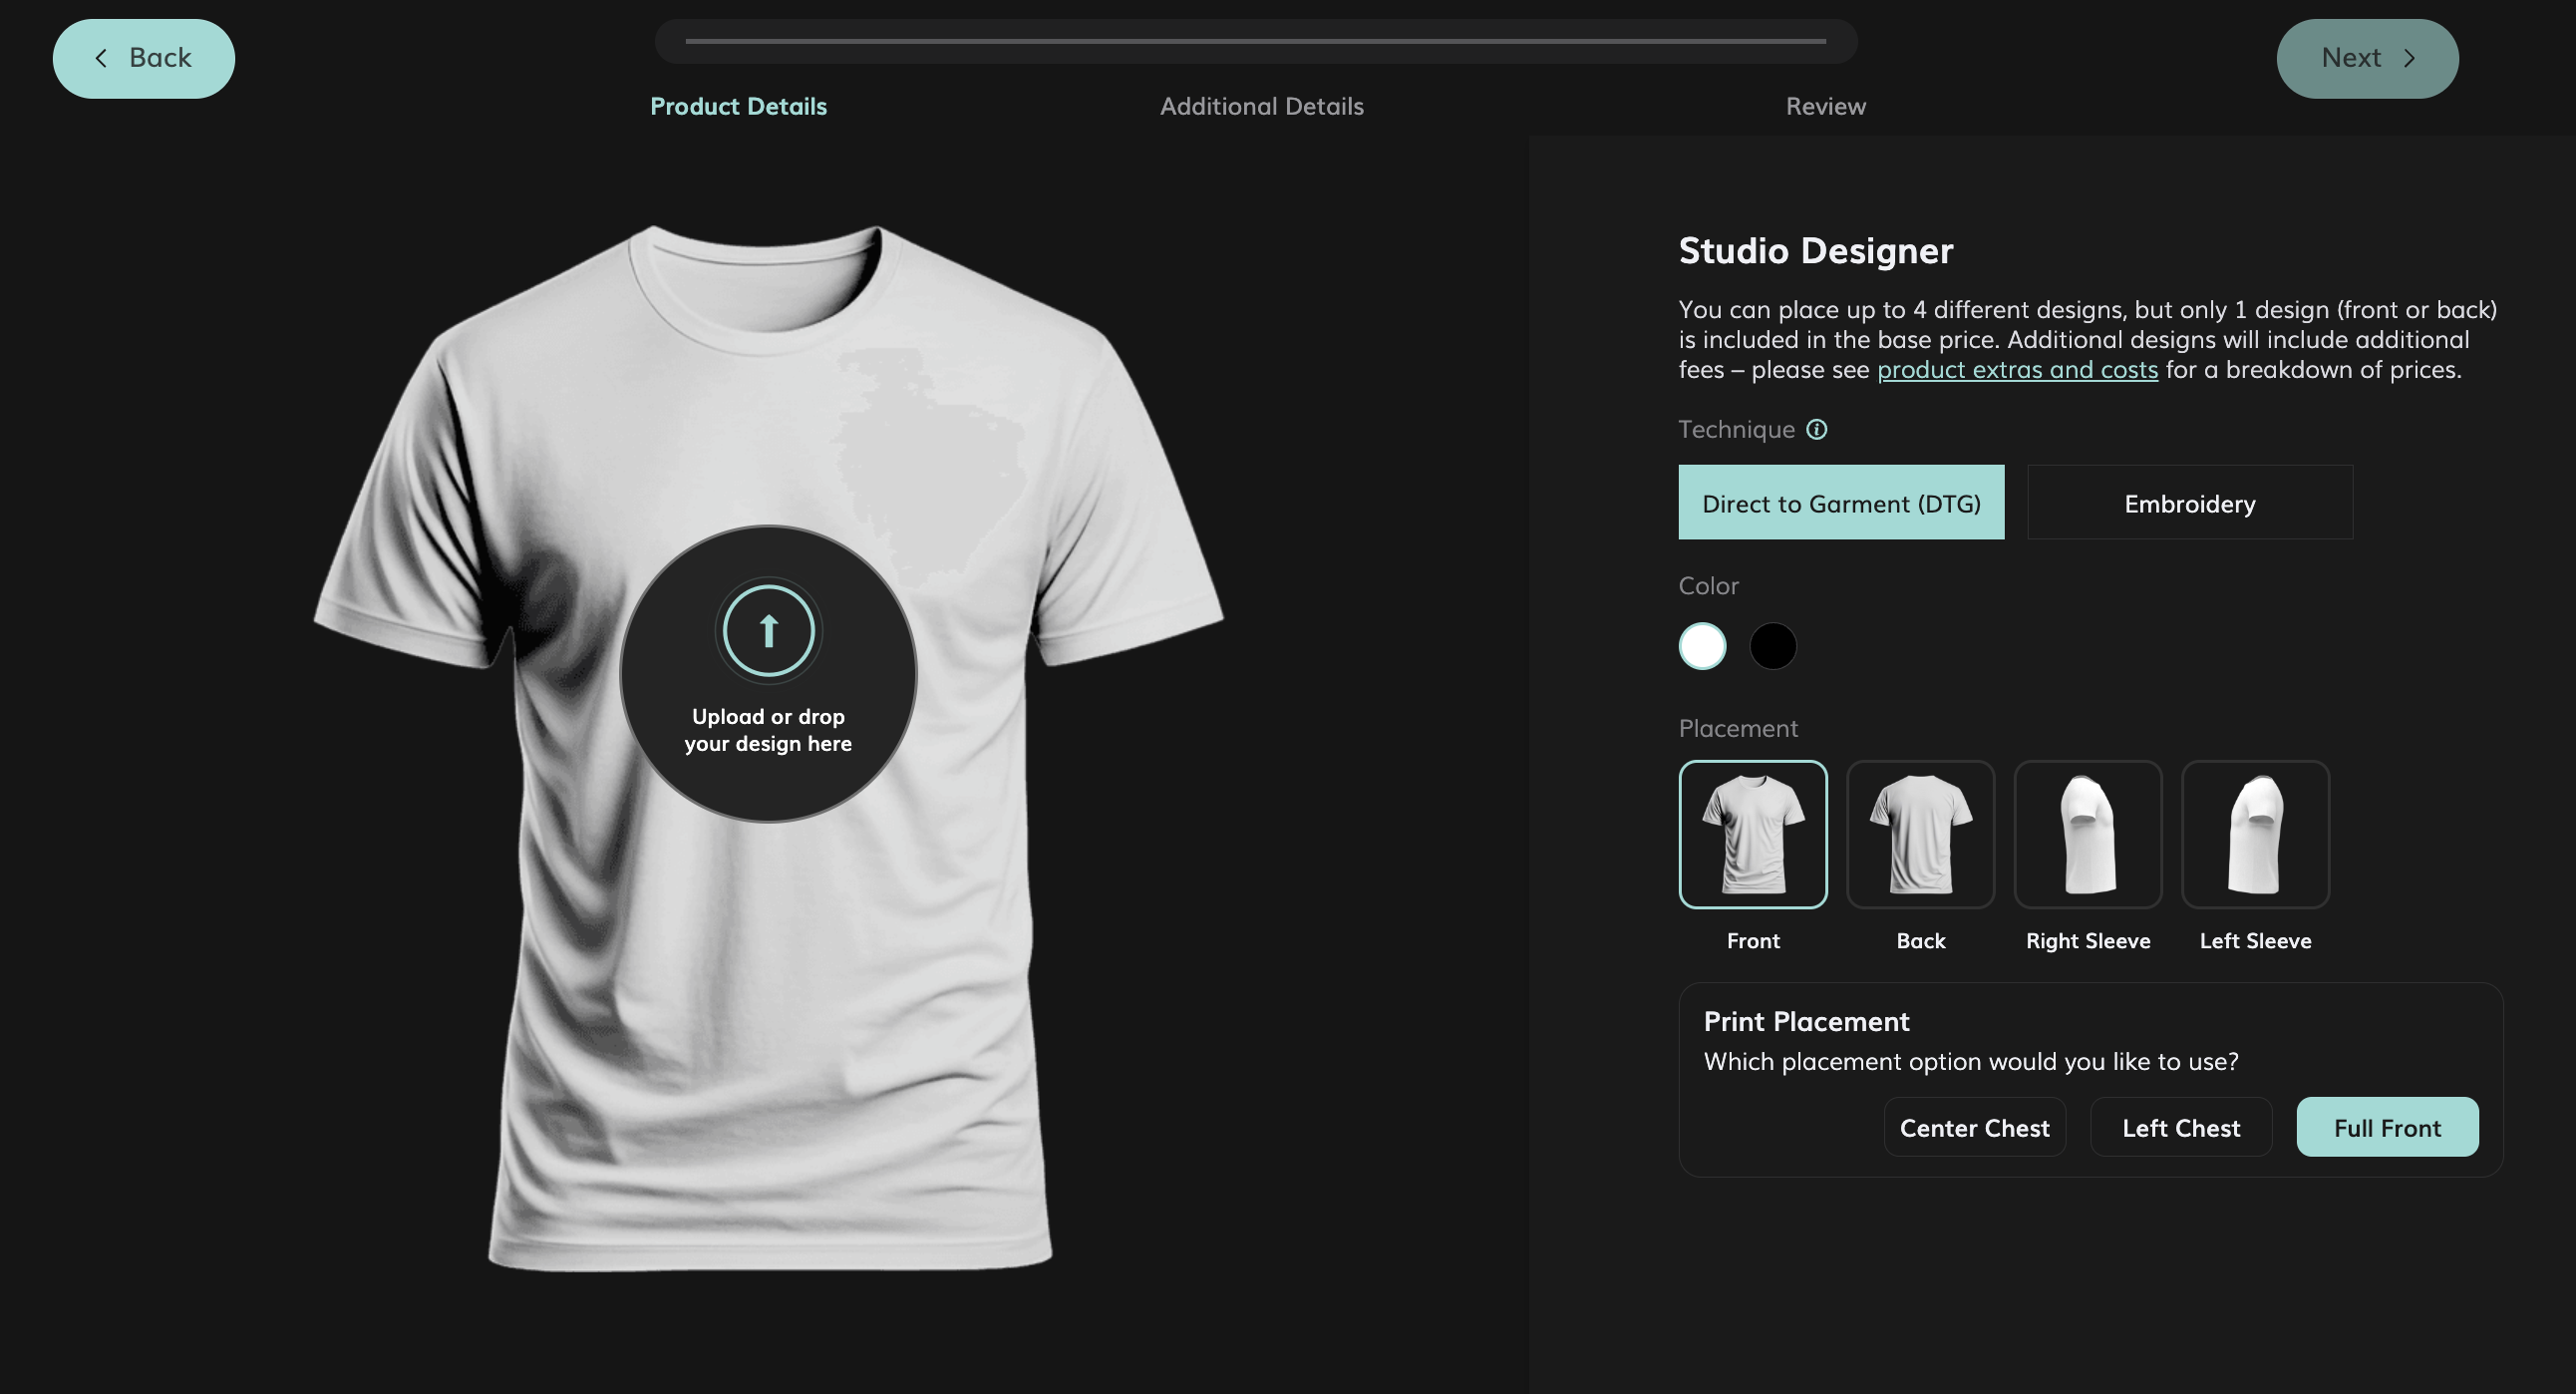 Back
Next
Product Details
Additional Details
Review
Upload or drop
your design here
Studio Designer
You can place up to 4 different designs, but only 1 design (front or back)
is included in the base price. Additional designs will include additional
fees – please see product extras and costs for a breakdown of prices.
Technique
Direct to Garment (DTG)
Embroidery
Color
Placement
Front
Back
Right Sleeve
Left Sleeve
Print Placement
Which placement option would you like to use?
Center Chest
Left Chest
Full Front